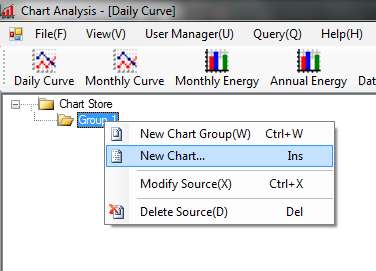 Chart Analysis - [Daily Curve]
File(F) View(V) User Manager(U) Query(Q) Help(H)
Daily Curve Monthly Curve Monthly Energy Annual Energy Dat
Chart Store
Group 1
New Chart Group(W) Ctrl+W
New Chart... Ins
Modify Source(X) Ctrl+X
Delete Source(D) Del